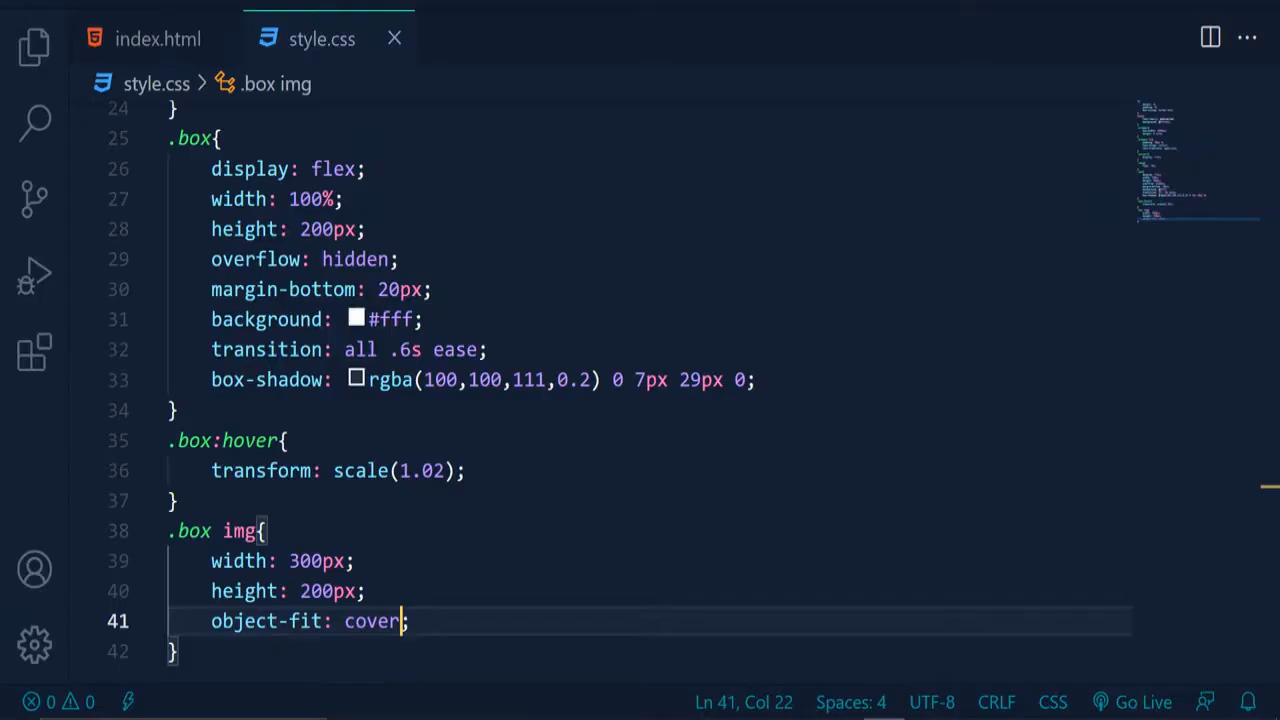 index.html
style.css
style.css > .box img
24 }
25 .box{
26 display: flex;
27 width: 100%;
28 height: 200px;
29 overflow: hidden;
30 margin-bottom: 20px;
31 background: #fff;
32 transition: all .6s ease;
33 box-shadow: rgba(100,100,111,0.2) 0 7px 29px 0;
34 }
35 .box:hover{
36 transform: scale(1.02);
37 }
38 .box img{
39 width: 300px;
40 height: 200px;
41 object-fit: cover;
42 }
0 0 Ln 41, Col 22 Spaces: 4 UTF-8 CRLF CSS Go Live